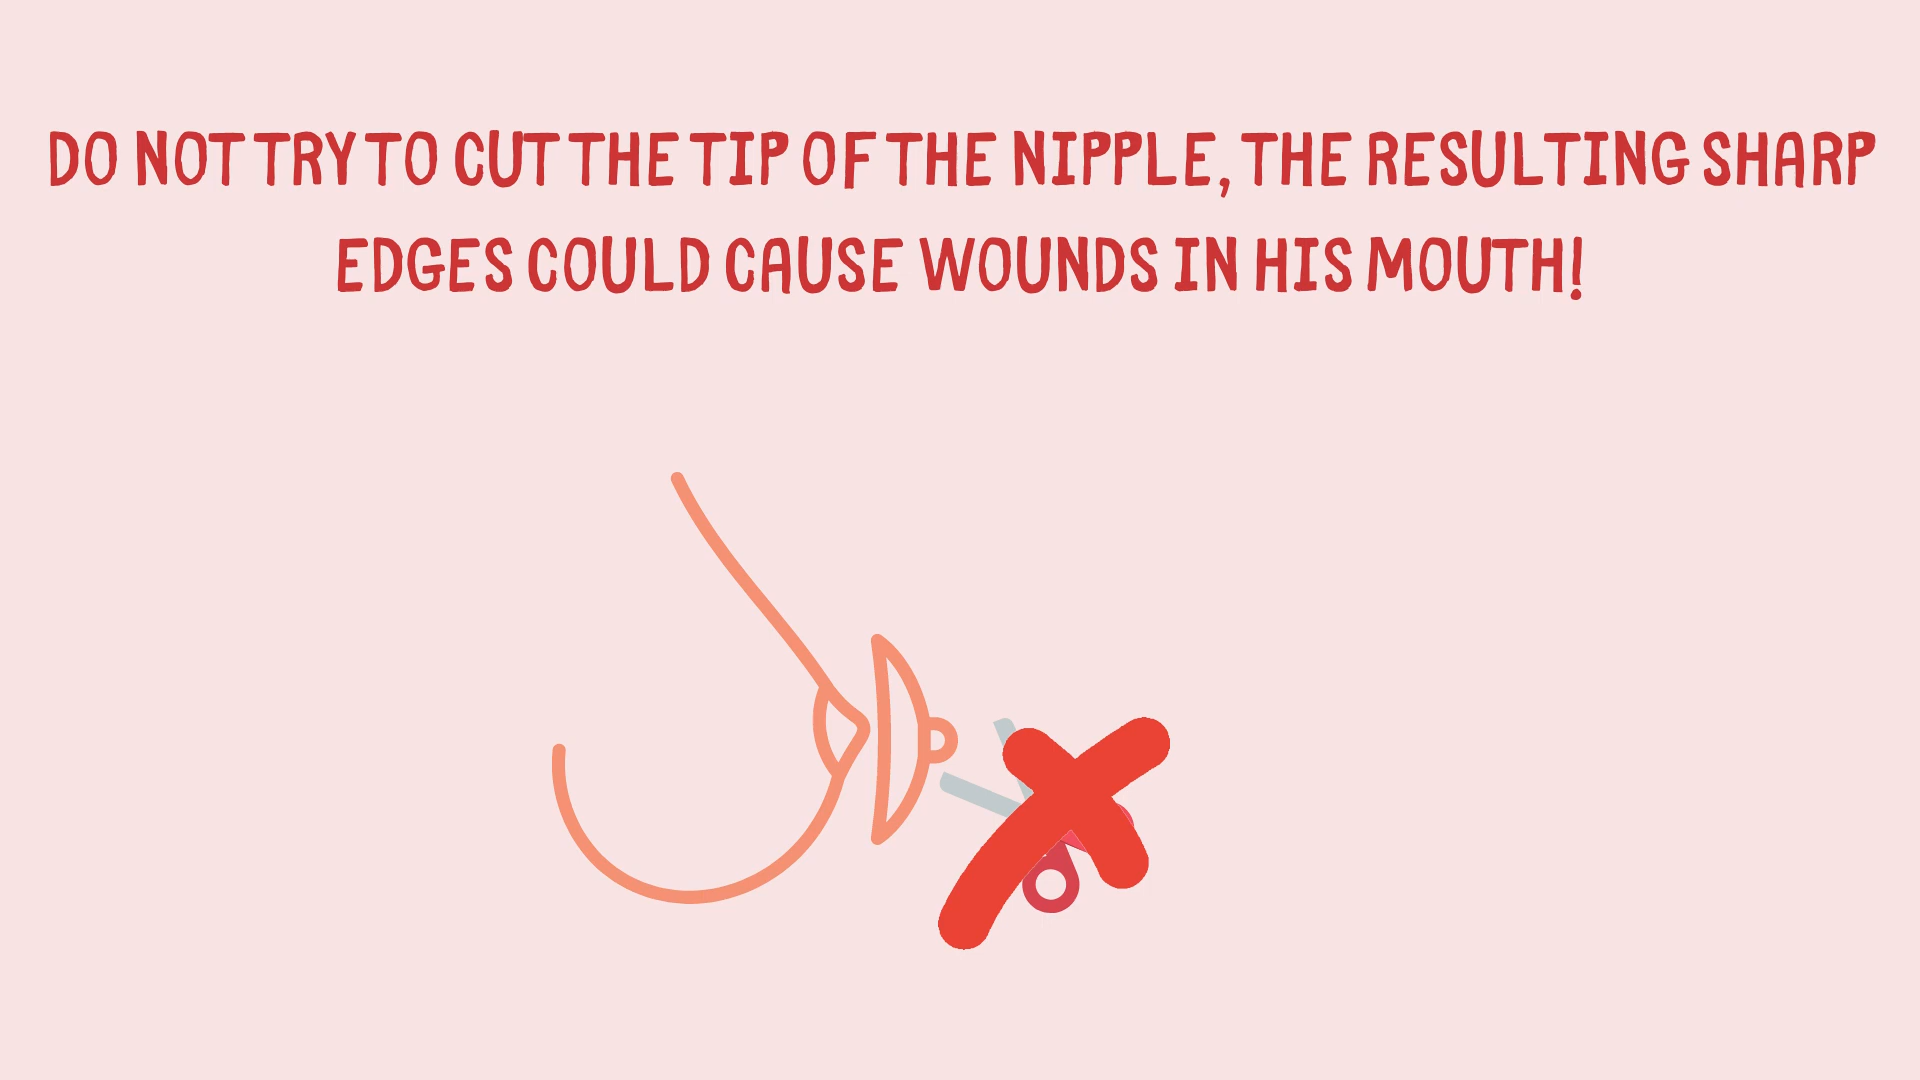 DO NOT TRY TO CUT THE TIP OF THE NIPPLE, THE RESULTING SHARP
EDGES COULD CAUSE WOUNDS IN HIS MOUTH!